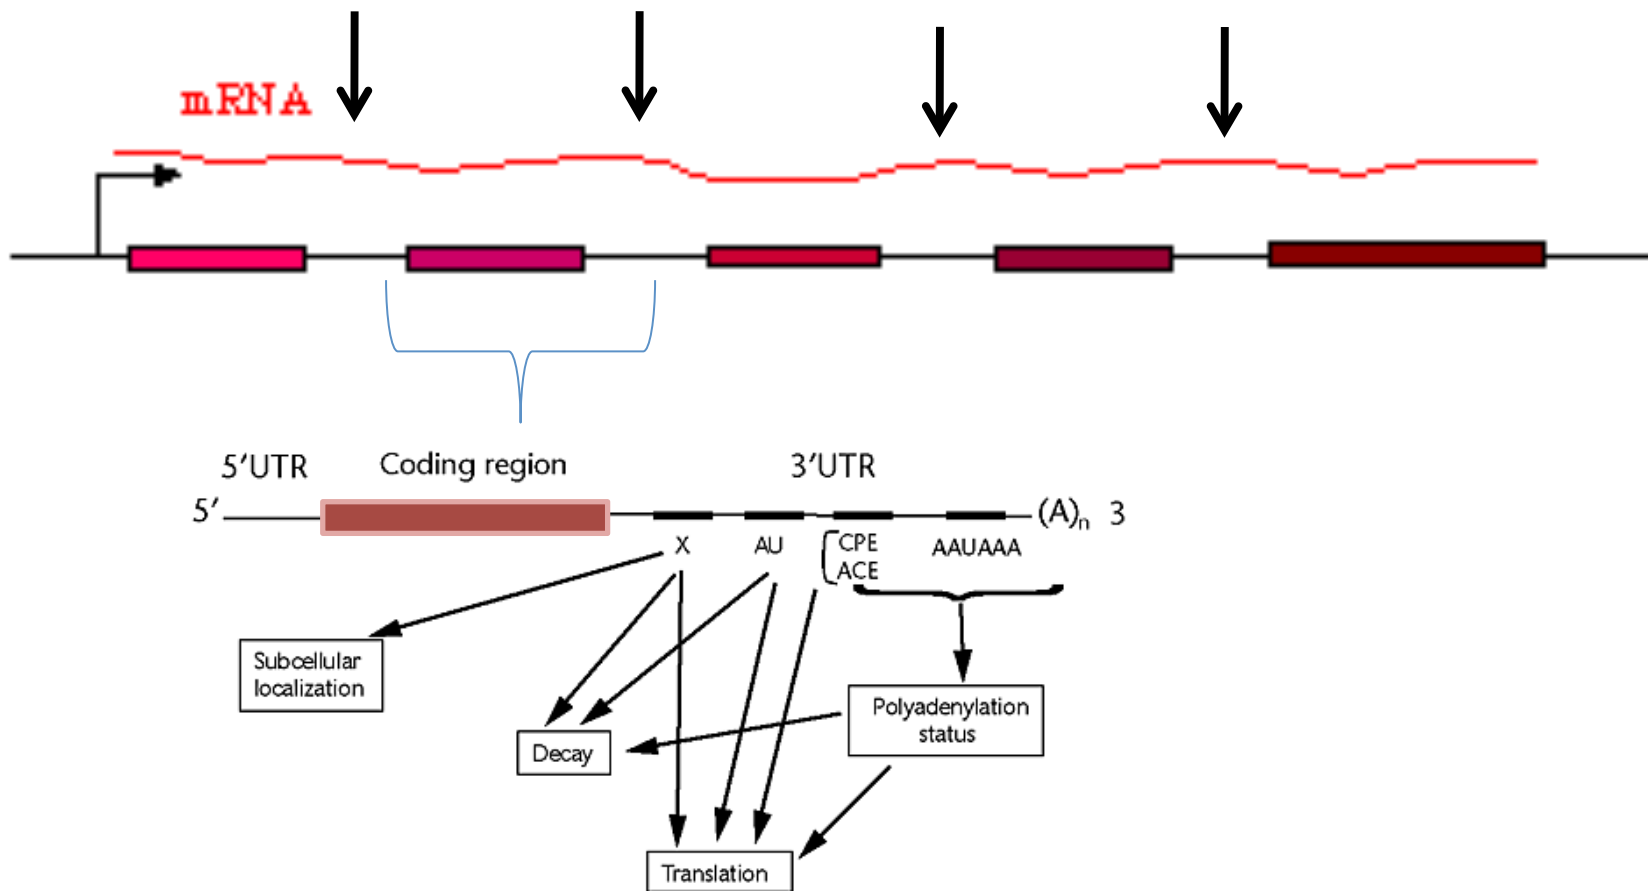 mRNA
5′UTR Coding region 3′UTR
5′ (A)n 3
X AU CPE AAUAAA
ACE
Subcellular
localization
Polyadenylation
status
Decay
Translation